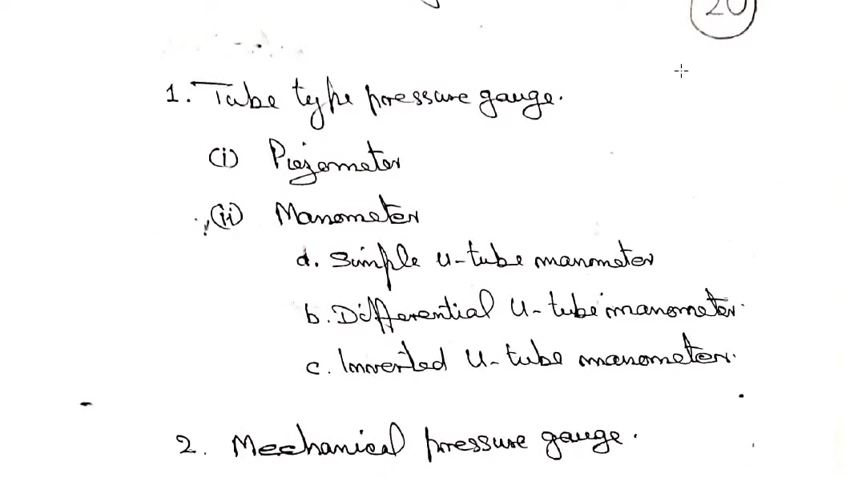 20
1. Tube type pressure gauge.
(i) Piezometer
(ii) Manometer
a. Simple U-tube manometer
b. Differential U-tube manometer.
c. Inverted U-tube manometer.
2. Mechanical pressure gauge.